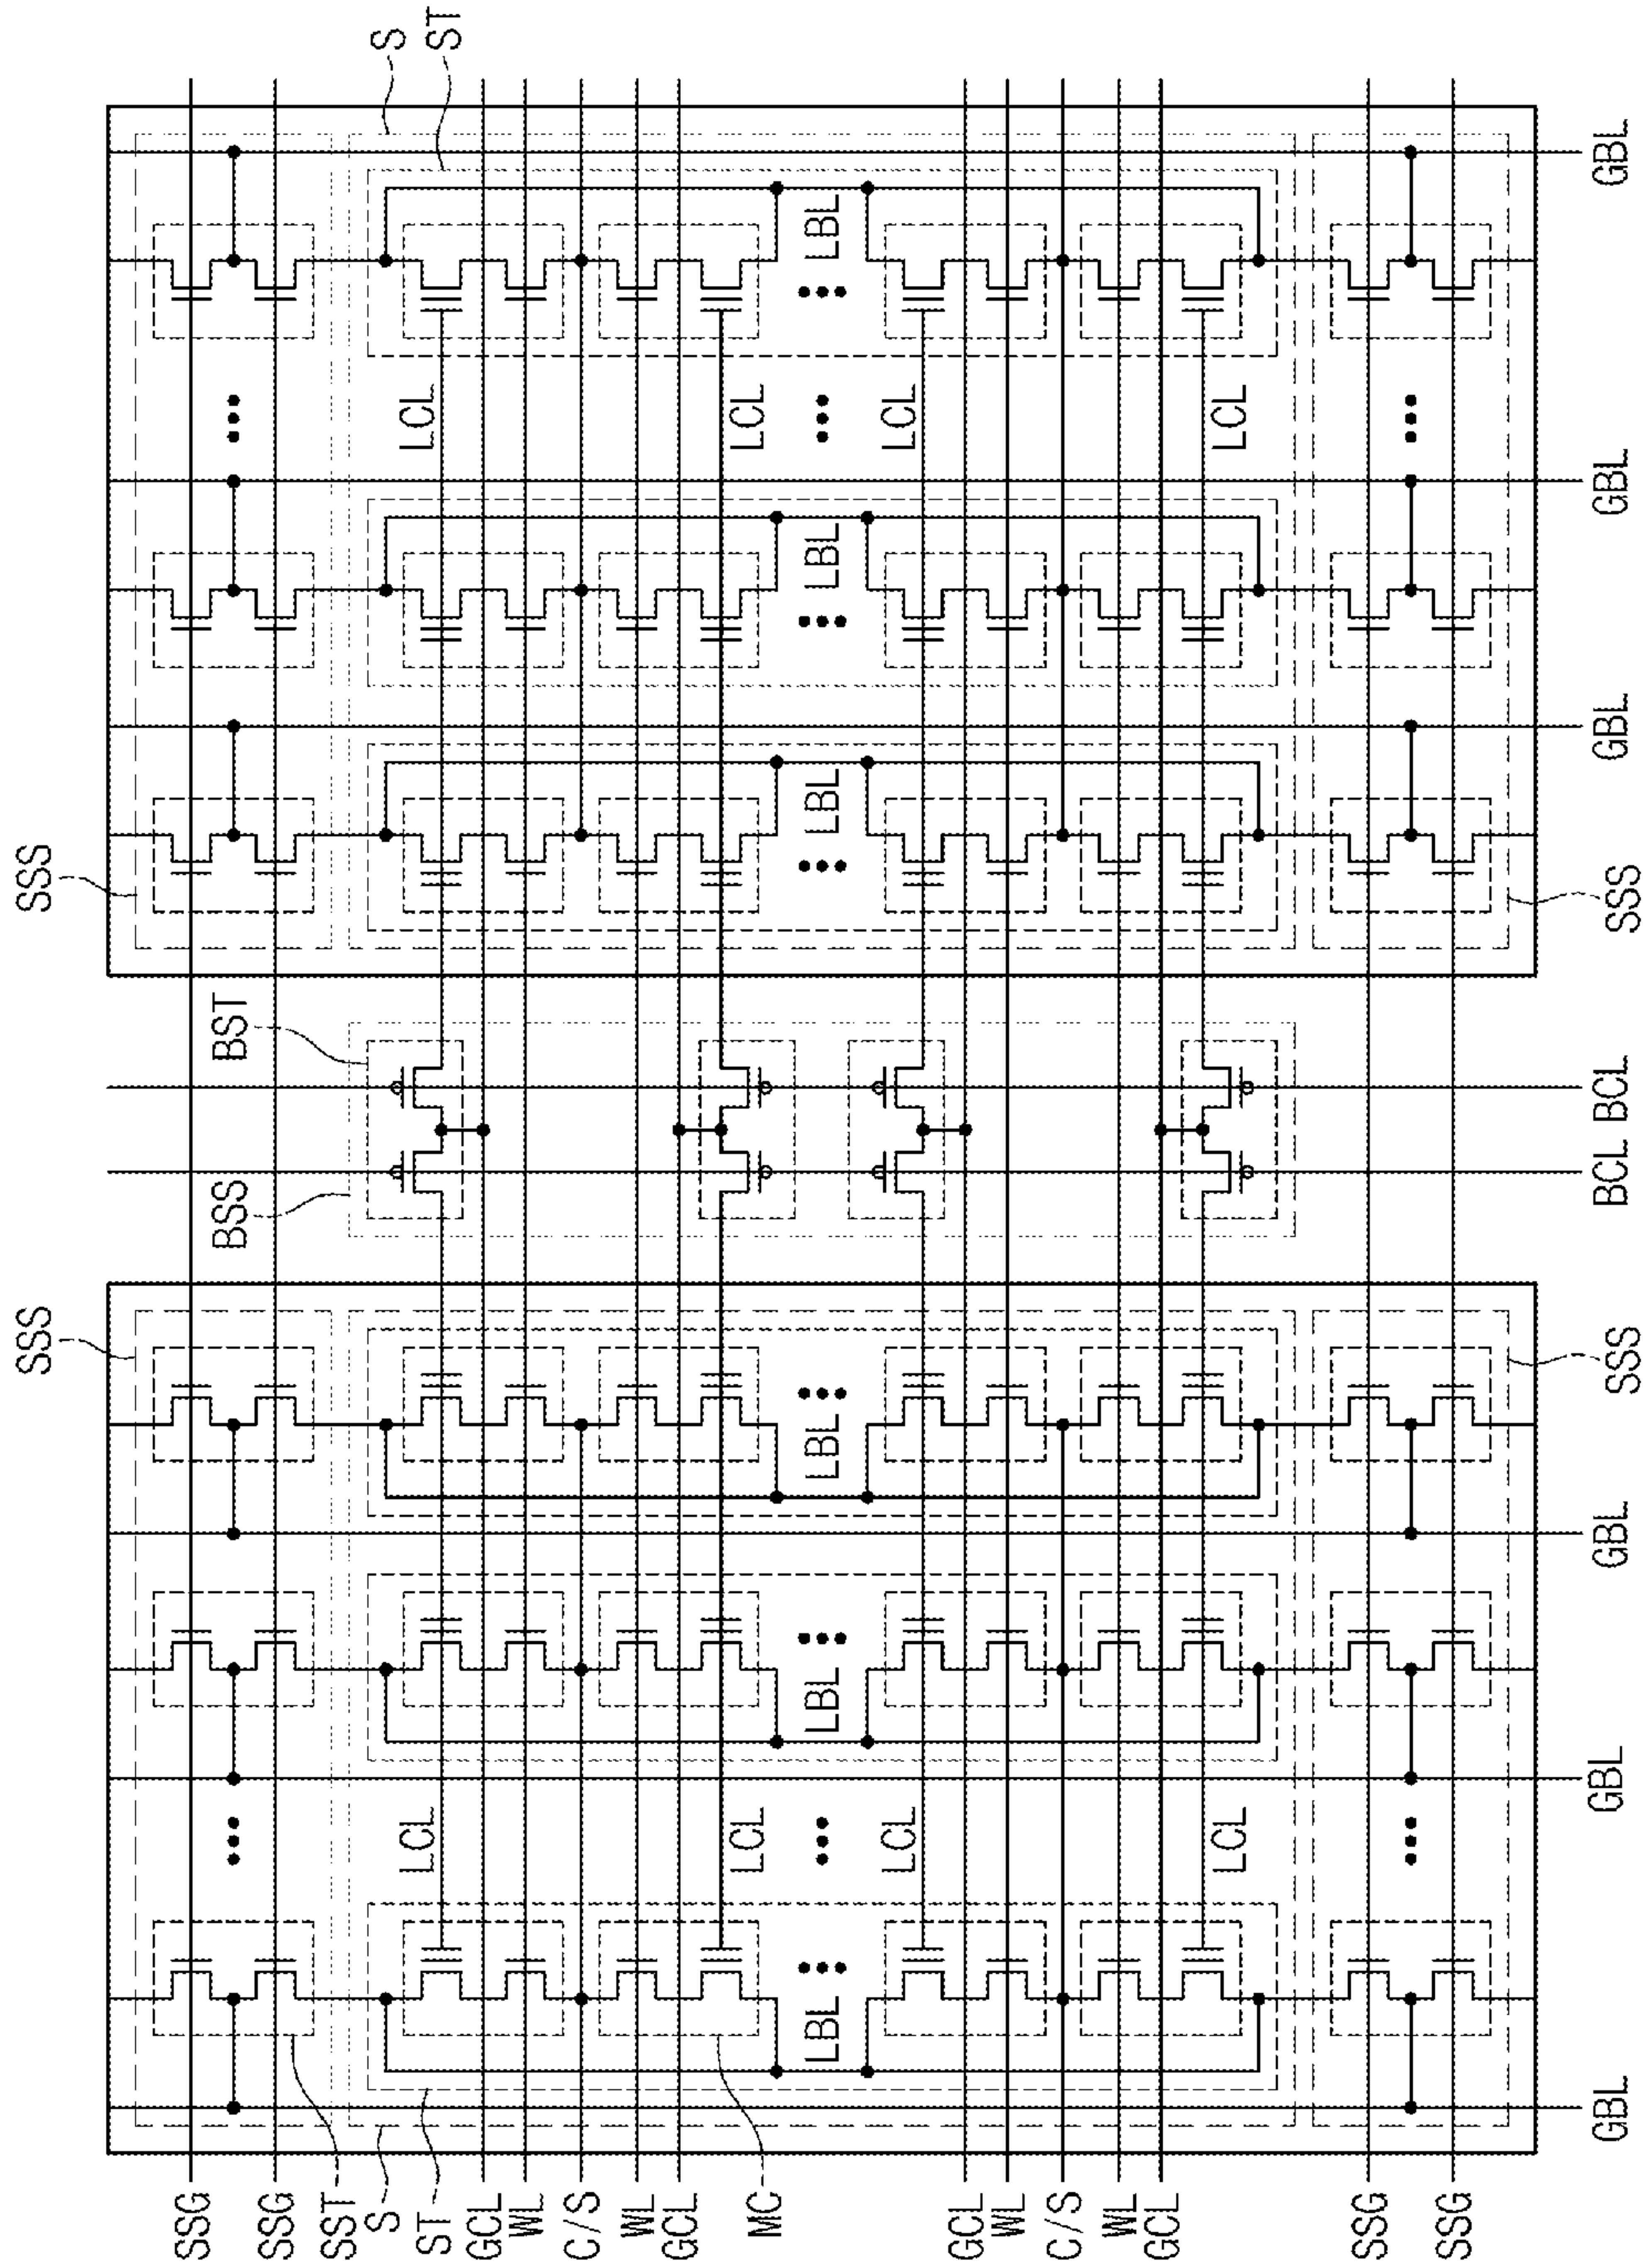 SSS SSS
SSG
BSS BST
SSG
SST
S S
LCL LCL
ST ST
GCL
WL
C/S
WL
GCL
LCL LCL
MC
LBL LBL LBL LBL LBL LBL
LCL LCL
GCL
WL
C/S
WL
GCL
LCL LCL
SSG
SSG
SSS SSS
GBL GBL GBL BCL BCL GBL GBL GBL